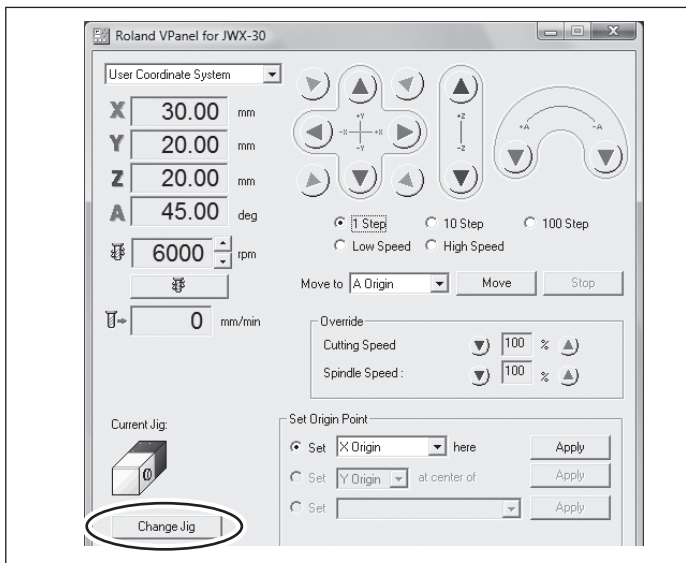 Roland VPanel for JWX-30
User Coordinate System
X 30.00 mm
Y 20.00 mm
Z 20.00 mm
A 45.00 deg
6000 rpm
0 mm/min
+Y
-X +X
-Y
+Z
-Z
+A -A
1 Step 10 Step 100 Step
Low Speed High Speed
Move to A Origin Move Stop
Override
Cutting Speed 100 %
Spindle Speed : 100 %
Current Jig:
Change Jig
Set Origin Point
Set X Origin here Apply
Set Y Origin at center of Apply
Set Apply